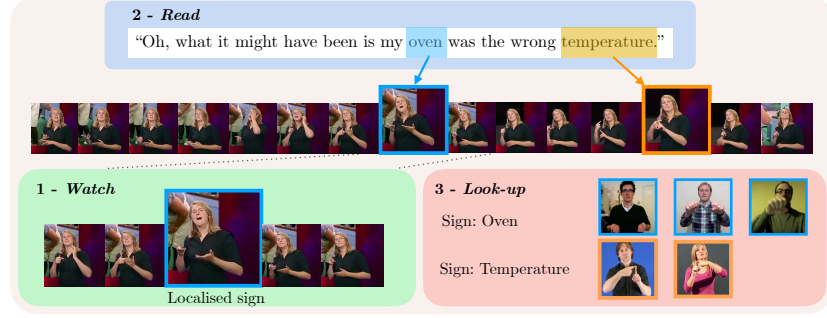 2 - Read
“Oh, what it might have been is my oven was the wrong temperature.”
1 - Watch
Localised sign
3 - Look-up
Sign: Oven
Sign: Temperature